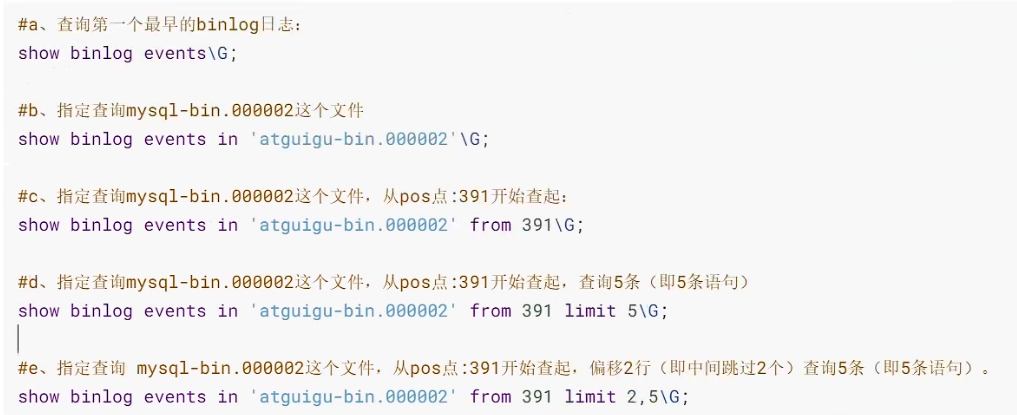 #a、查询第一个最早的binlog日志：
show binlog events\G;
#b、指定查询mysql-bin.000002这个文件
show binlog events in 'atguigu-bin.000002'\G;
#c、指定查询mysql-bin.000002这个文件，从pos点:391开始查起：
show binlog events in 'atguigu-bin.000002' from 391\G;
#d、指定查询mysql-bin.000002这个文件，从pos点:391开始查起，查询5条（即5条语句）
show binlog events in 'atguigu-bin.000002' from 391 limit 5\G;
#e、指定查询 mysql-bin.000002这个文件，从pos点:391开始查起，偏移2行（即中间跳过2个）查询5条（即5条语句）。
show binlog events in 'atguigu-bin.000002' from 391 limit 2,5\G;